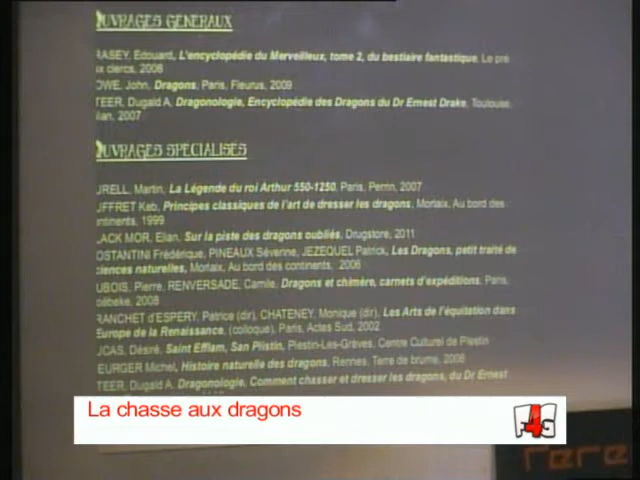 OUVRAGES GENERAUX
RASEY, Edouard, L'encyclopédie du Merveilleux, tome 2, du bestiaire fantastique, Le pré
ux clercs, 2006
OWE, John, Dragons, Paris, Fleurus, 2009
TEER, Dugald A, Dragonologie, Encyclopédie des Dragons du Dr Ernest Drake, Toulouse,
ilan, 2007
OUVRAGES SPECIALISES
URELL, Martin, La Légende du roi Arthur 550-1250, Paris, Perrin, 2007
UFFRET Keb, Principes classiques de l'art de dresser les dragons, Morlaix, Au bord des
ntinents, 1999
LACK MOR, Elian, Sur la piste des dragons oubliés, Drugstore, 2011
OSTANTINI Frédérique, PINEAUX Séverine, JEZEQUEL Patrick, Les Dragons, petit traité de
ciences naturelles, Morlaix, Au bord des continents, 2006
UBOIS, Pierre, RENVERSADE, Camille, Dragons et chimère, carnets d'expéditions, Paris,
oëbeke, 2008
RANCHET d'ESPERY, Patrice (dir), CHATENEY, Monique (dir), Les Arts de l'équitation dans
Europe de la Renaissance, (colloque), Paris, Actes Sud, 2002
UCAS, Désiré, Saint Efflam, San Plistin, Plestin-Les-Grèves, Centre Culturel de Plestin
EURGER Michel, Histoire naturelle des dragons, Rennes, Terre de brume, 2006
TEER, Dugald A, Dragonologie, Comment chasser et dresser les dragons, du Dr Ernest
La chasse aux dragons
F4G
rere